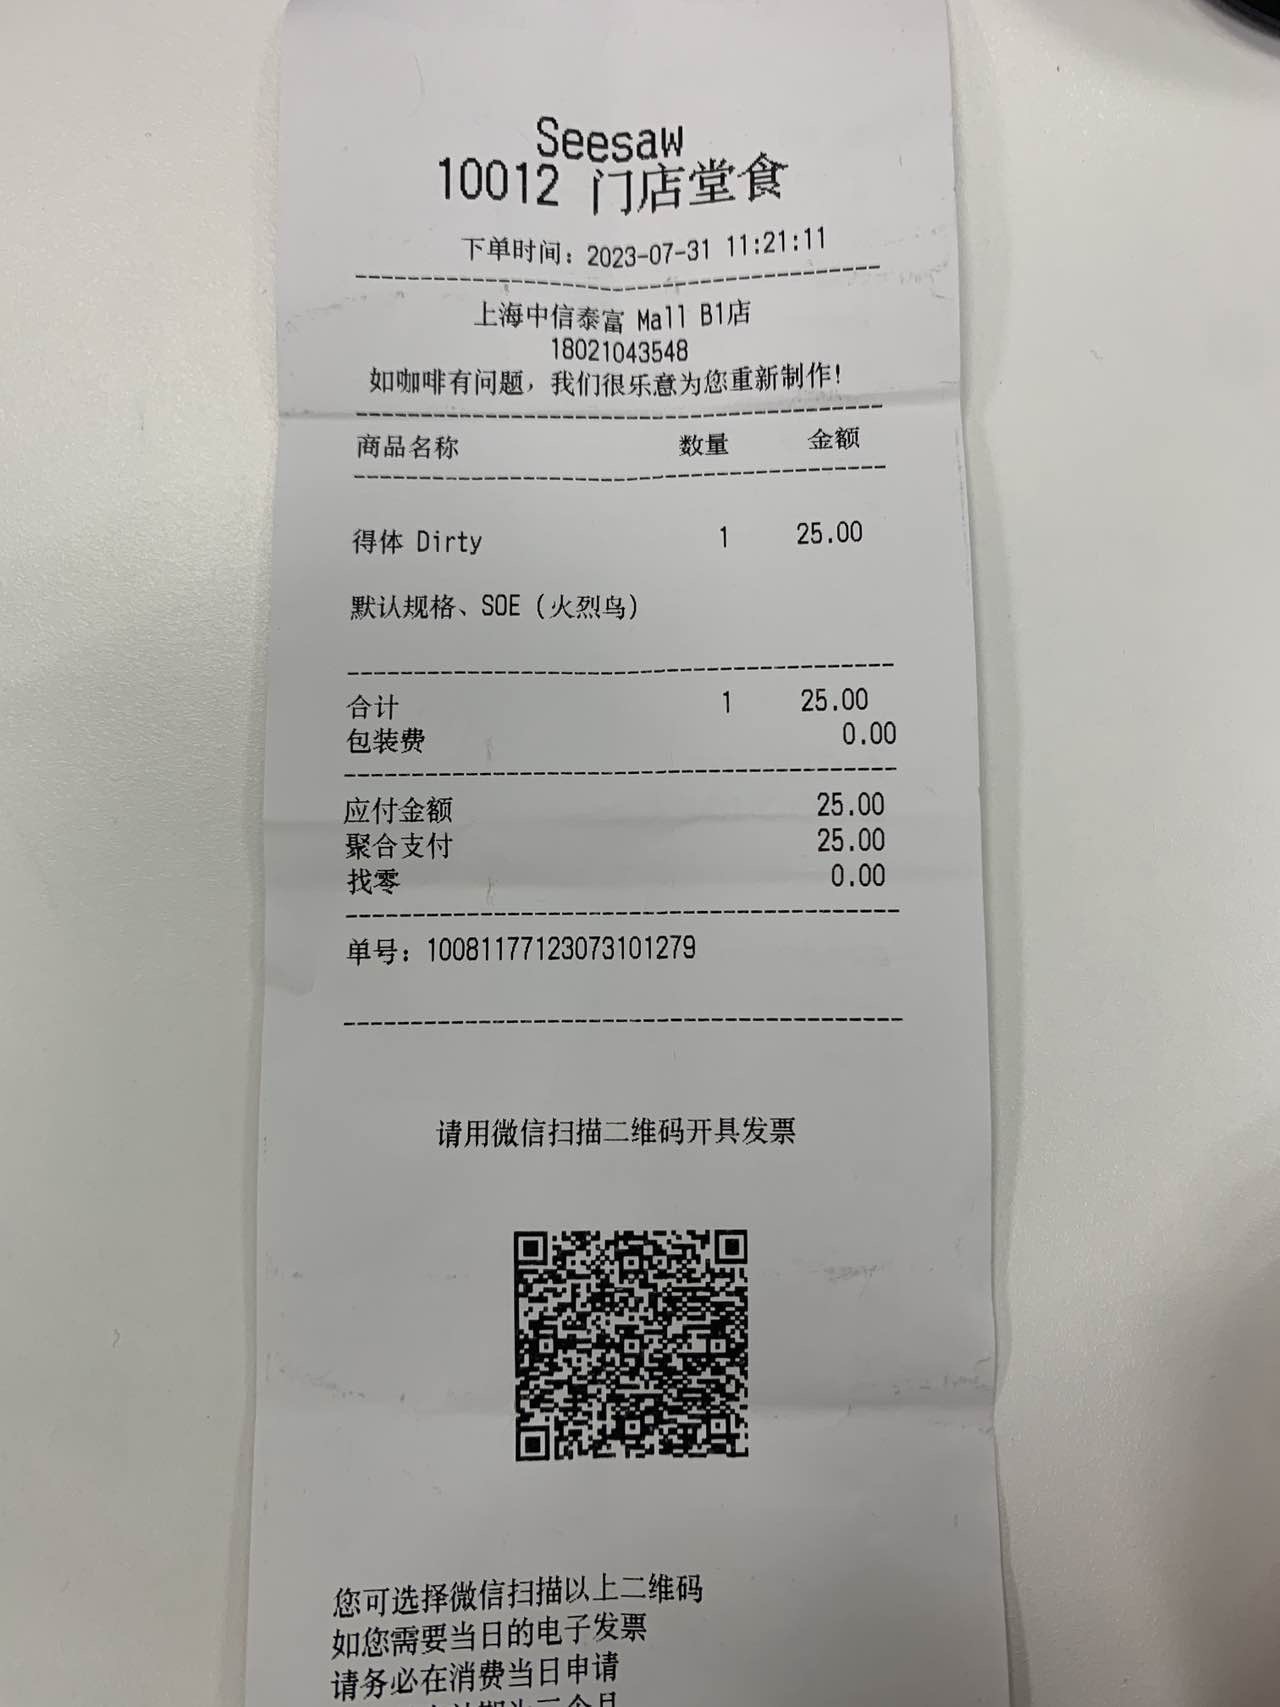 Seesaw
10012 门店堂食
下单时间：2023-07-31 11:21:11
上海中信泰富 Mall B1店
18021043548
如咖啡有问题，我们很乐意为您重新制作！
商品名称 数量 金额
得体 Dirty 1 25.00
默认规格、SOE（火烈鸟）
合计 1 25.00
包装费 0.00
应付金额 25.00
聚合支付 25.00
找零 0.00
单号：10081177123073101279
请用微信扫描二维码开具发票
您可选择微信扫描以上二维码
如您需要当日的电子发票
请务必在消费当日申请